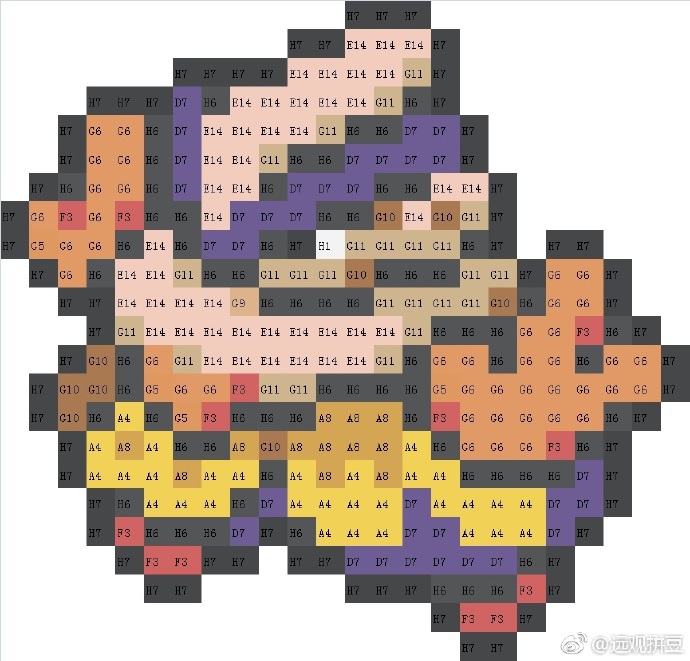 H7 H7 H7
H7 H7 E14 E14 E14 H7
H7 H7 H7 H7 E14 E14 E14 E14 G11 H7
H7 H7 H7 D7 H6 E14 E14 E14 E14 E14 G11 H6 H7
H7 G6 G6 H6 D7 E14 E14 E14 E14 G11 H6 H6 D7 D7 H7
H7 G6 G6 H6 D7 E14 E14 G11 H6 H6 D7 D7 D7 D7 H7
H7 H6 G6 G6 H6 D7 E14 E14 H6 D7 D7 D7 H6 H6 E14 E14 H7
H7 G6 F3 G6 F3 H6 H6 E14 D7 D7 D7 H6 H6 G10 E14 G10 G11 H7
H7 G5 G6 G6 H6 E14 H6 D7 D7 H6 H7 H1 G11 G11 G11 G11 H6 H7 H7 H7
H7 G6 H6 E14 E14 G11 H6 H6 G11 G11 G11 G10 H6 H6 H6 G11 G11 H7 G6 G6 H7
H7 H7 E14 E14 E14 E14 G9 H6 H6 H6 H6 G11 G11 G11 G11 G10 H6 G6 G6 H7
H7 G11 E14 E14 E14 E14 E14 E14 E14 E14 E14 G11 H6 H6 H6 G6 G6 F3 H6 H7
H7 G10 H6 G6 G11 E14 E14 E14 E14 E14 E14 G11 H6 G6 G6 H6 G6 G6 H6 G6 G6 H7
H7 G10 G10 H6 G5 G6 G6 F3 G11 G11 H6 H6 H6 H6 G5 G6 G6 G6 G6 G6 G6 G6 H7
H7 G10 H6 A4 H6 G5 F3 H6 H6 H6 A8 A8 A8 H6 F3 G6 G6 G6 G6 G6 H6 H7
H7 A4 A8 A4 H6 H6 A8 G10 A8 A8 A8 A8 A4 H6 G6 G6 G6 F3 H6 H7
H7 A4 A4 A4 A8 A4 A4 H6 A4 A8 A4 A8 A4 A4 H6 H6 H6 H6 D7 H7
H7 H6 A4 A4 A4 H6 D7 H6 A4 A4 A4 D7 A4 A4 A4 A4 D7 D7 H7
H7 F3 H6 H6 H6 D7 H7 H6 A4 A4 A4 D7 D7 A4 A4 A4 D7 H7
H7 F3 F3 H7 H7 H7 H7 D7 D7 D7 D7 D7 D7 H6 H7
H7 H7 H7 H7 H7 H6 H6 H6 F3 H7
H7 F3 F3 H7
H7 H7
@远观拼豆